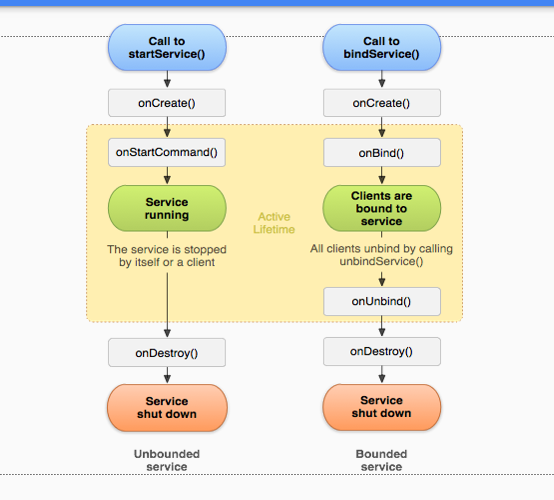 Call to
startService()
onCreate()
onStartCommand()
Service
running
The service is stopped
by itself or a client
onDestroy()
Service
shut down
Unbounded
service
Active
Lifetime
Call to
bindService()
onCreate()
onBind()
Clients are
bound to
service
All clients unbind by calling
unbindService()
onUnbind()
onDestroy()
Service
shut down
Bounded
service